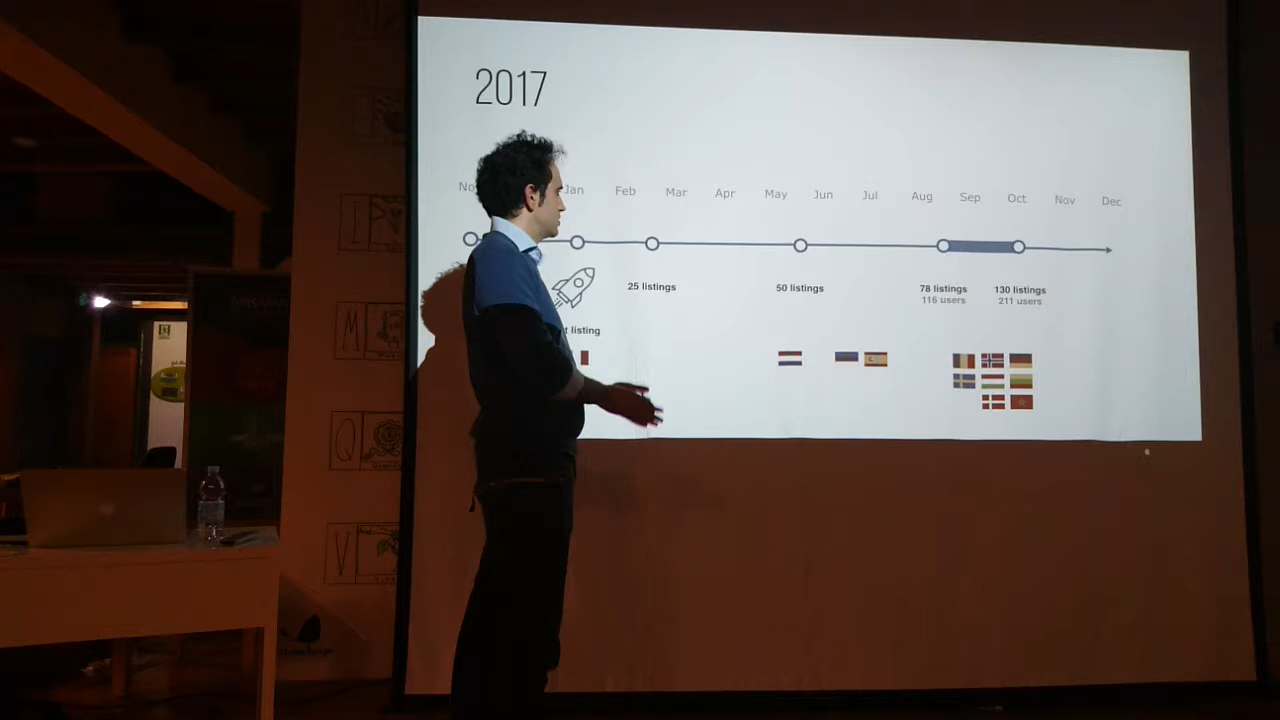 2017
Jan Feb Mar Apr May Jun Jul Aug Sep Oct Nov Dec
25 listings
50 listings
78 listings
116 users
130 listings
211 users
listing
I
M
Q
V